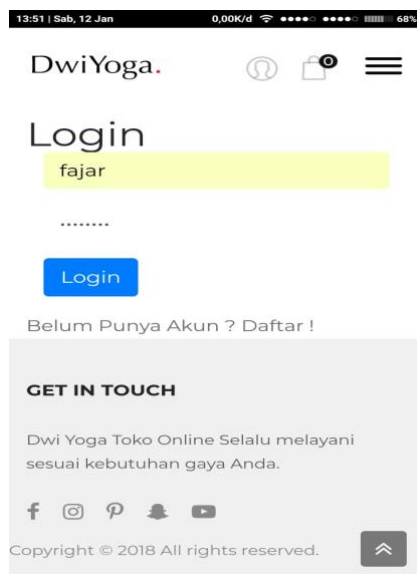 13:51 | Sab, 12 Jan 0,00K/d 68%
DwiYoga.
0
Login
fajar
........
Login
Belum Punya Akun ? Daftar !
GET IN TOUCH
Dwi Yoga Toko Online Selalu melayani
sesuai kebutuhan gaya Anda.
Copyright © 2018 All rights reserved.